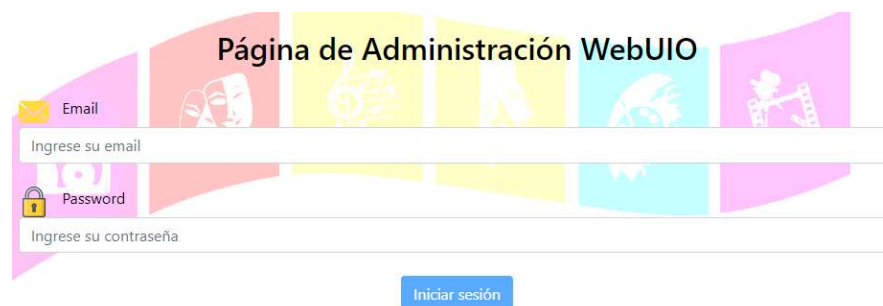 Página de Administración WebUIO
Email
Ingrese su email
Password
Ingrese su contraseña
Iniciar sesión